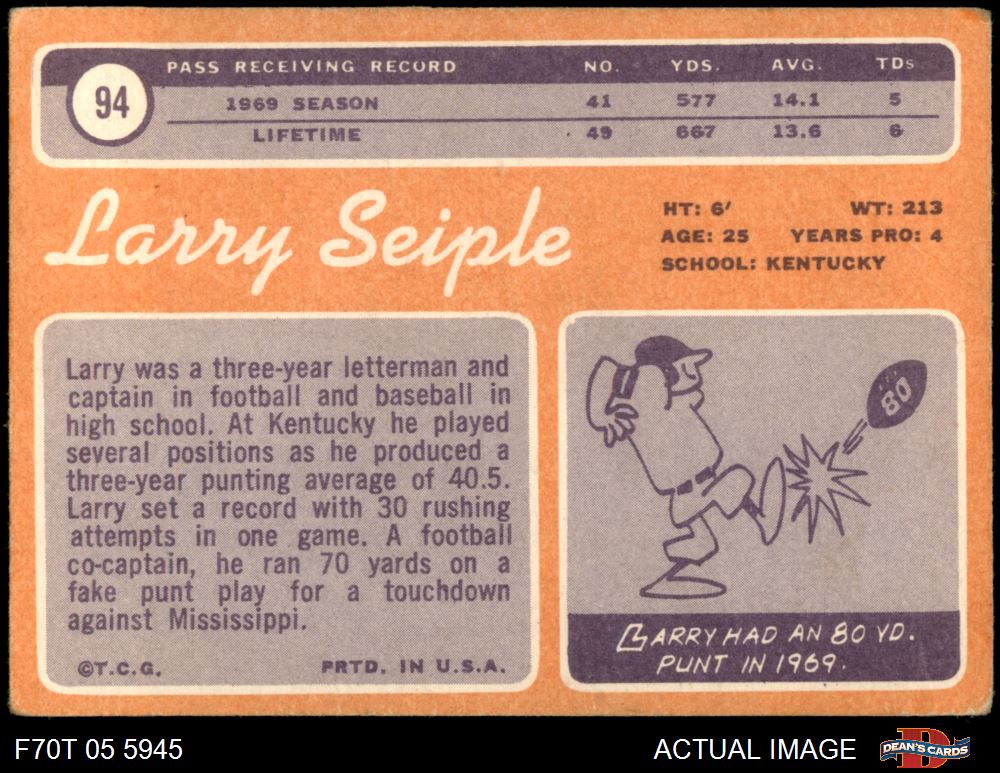 94
PASS RECEIVING RECORD NO. YDS. AVG. TDs
1969 SEASON 41 577 14.1 5
LIFETIME 49 667 13.6 6
Larry Seiple
HT: 6′ WT: 213
AGE: 25 YEARS PRO: 4
SCHOOL: KENTUCKY
Larry was a three-year letterman and
captain in football and baseball in
high school. At Kentucky he played
several positions as he produced a
three-year punting average of 40.5.
Larry set a record with 30 rushing
attempts in one game. A football
co-captain, he ran 70 yards on a
fake punt play for a touchdown
against Mississippi.
©T.C.G. PRTD. IN U.S.A.
80
LARRY HAD AN 80 YD.
PUNT IN 1969.
F70T 05 5945 ACTUAL IMAGE DEAN'S CARDS